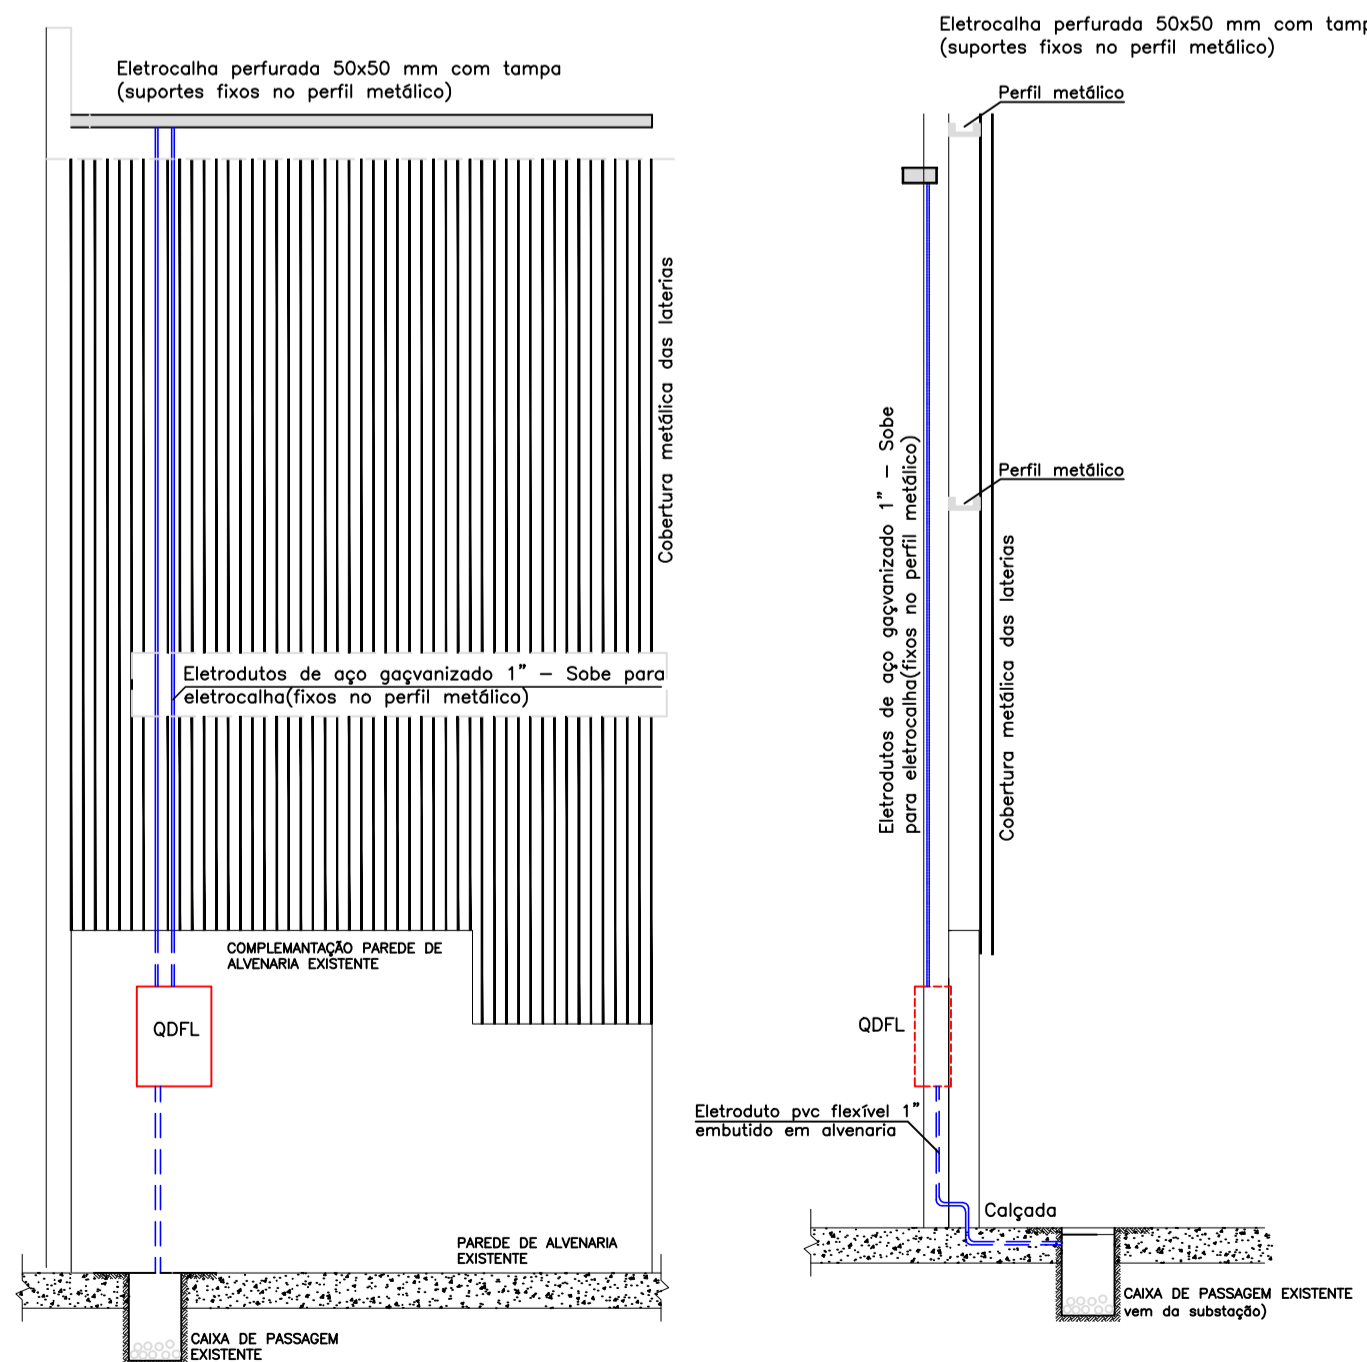 Eletrocalha perfurada 50x50 mm com tampa
(suportes fixos no perfil metálico)
Cobertura metálica das laterias
Eletrodutos de aço gaçvanizado 1" - Sobe para
eletrocalha(fixos no perfil metálico)
COMPLEMANTAÇÃO PAREDE DE
ALVENARIA EXISTENTE
QDFL
PAREDE DE ALVENARIA
EXISTENTE
CAIXA DE PASSAGEM
EXISTENTE
Eletrocalha perfurada 50x50 mm com tamp
(suportes fixos no perfil metálico)
Perfil metálico
Perfil metálico
Eletrodutos de aço gaçvanizado 1" - Sobe
para eletrocalha(fixos no perfil metálico)
Cobertura metálica das laterias
QDFL
Eletroduto pvc flexível 1"
embutido em alvenaria
Calçada
CAIXA DE PASSAGEM EXISTENTE
vem da substação)